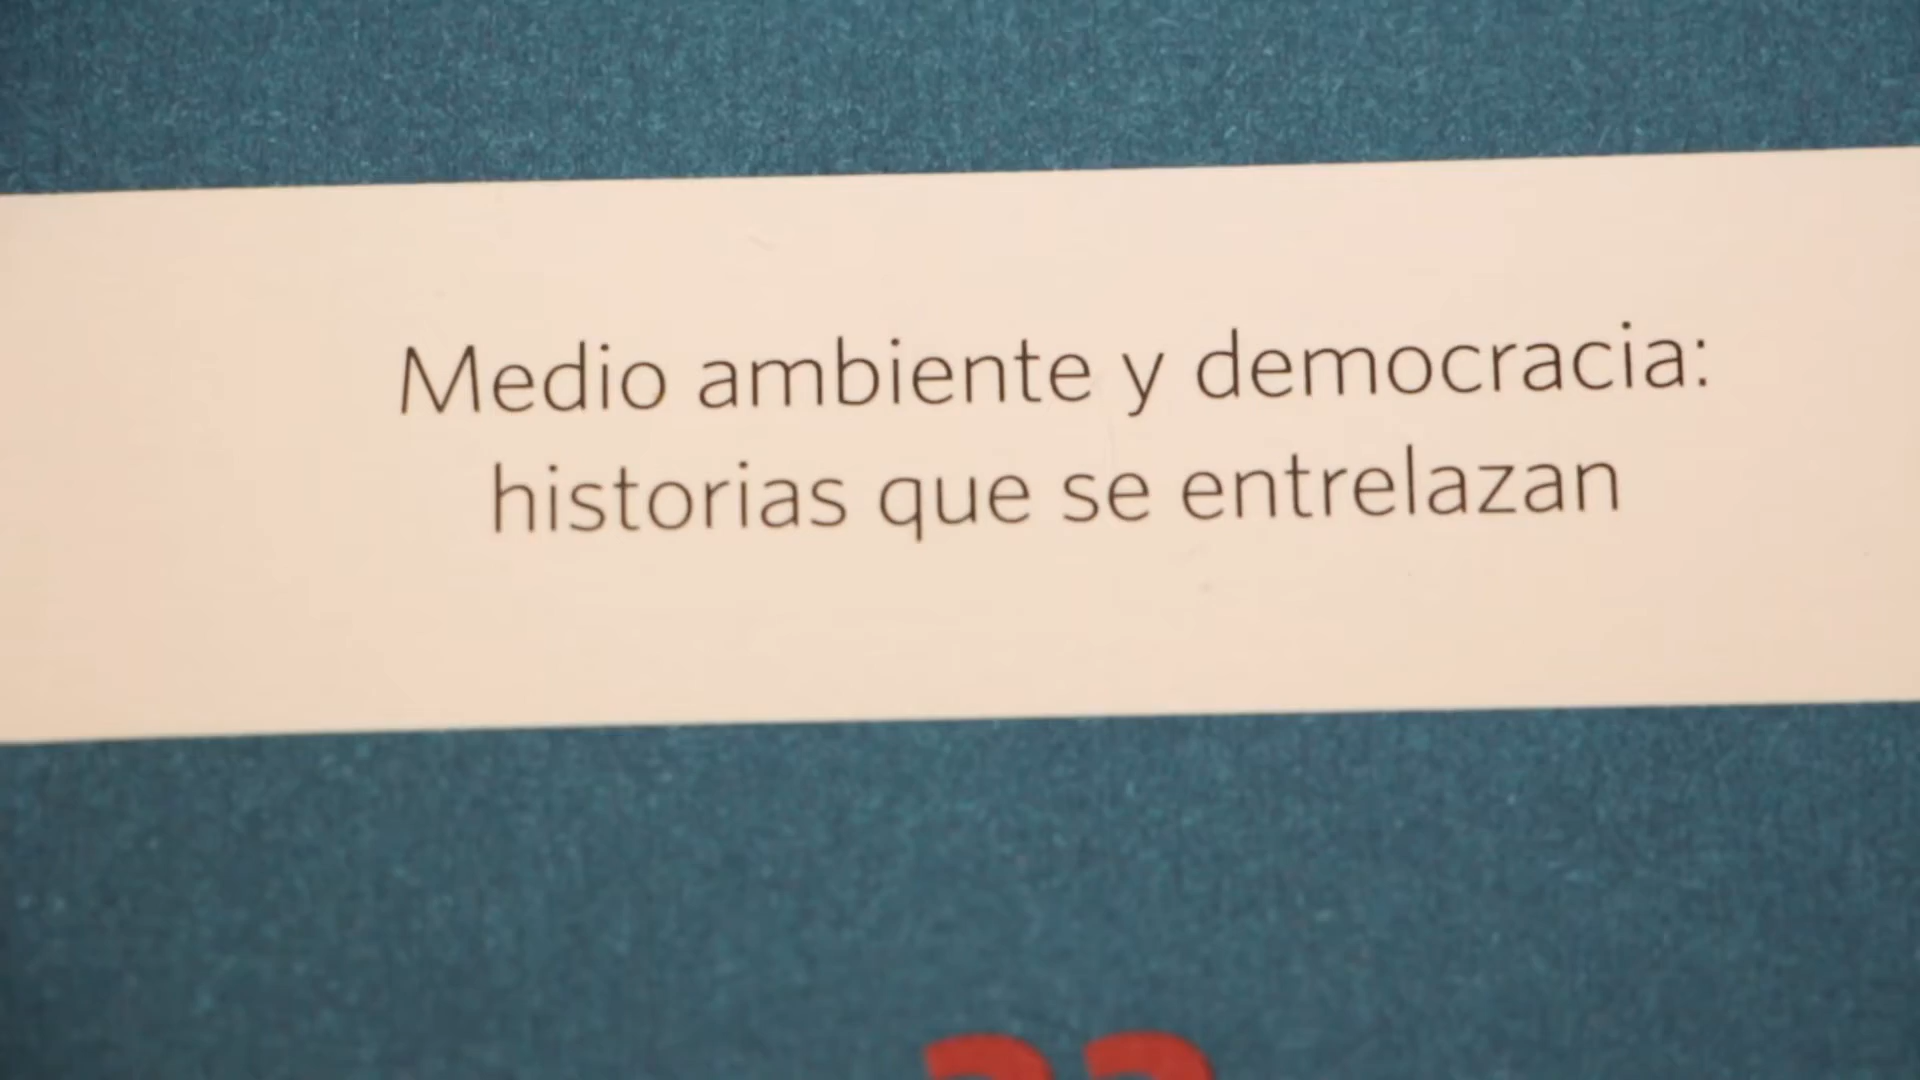 Medio ambiente y democracia:
historias que se entrelazan